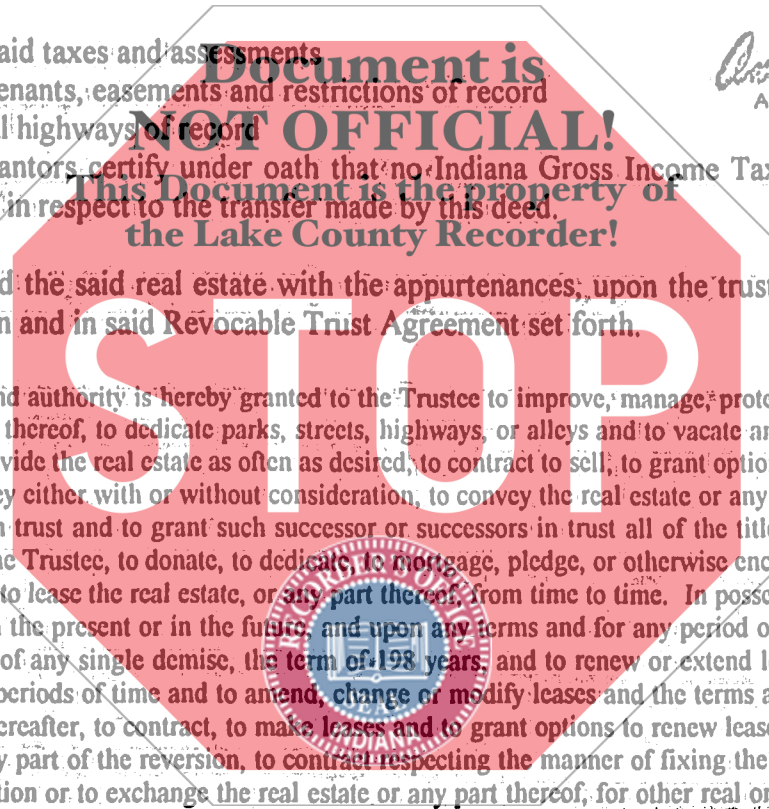 aid taxes and assessments
Document is
enants, easements and restrictions of record
l highways of record
NOT OFFICIAL!
antors certify under oath that no Indiana Gross Income Tax
This Document is the property of
in respect to the transfer made by this deed.
the Lake County Recorder!
d the said real estate with the appurtenances, upon the trust
n and in said Revocable Trust Agreement set forth.
STOP
nd authority is hereby granted to the Trustee to improve, manage, prote
thereof, to dedicate parks, streets, highways, or alleys and to vacate an
vide the real estate as often as desired, to contract to sell, to grant optio
ey either with or without consideration, to convey the real estate or any
n trust and to grant such successor or successors in trust all of the titl
he Trustee, to donate, to dedicate, to mortgage, pledge, or otherwise enc
to lease the real estate, or any part thereof, from time to time. In posse
n the present or in the future, and upon any terms and for any period o
of any single demise, the term of 198 years, and to renew or extend l
periods of time and to amend, change or modify leases and the terms a
ereafter, to contract, to make leases and to grant options to renew lease
y part of the reversion, to contract respecting the manner of fixing the
tion or to exchange the real estate or any part thereof, for other real or
RECORDER'S OFFICE
SEAL
INDIANA